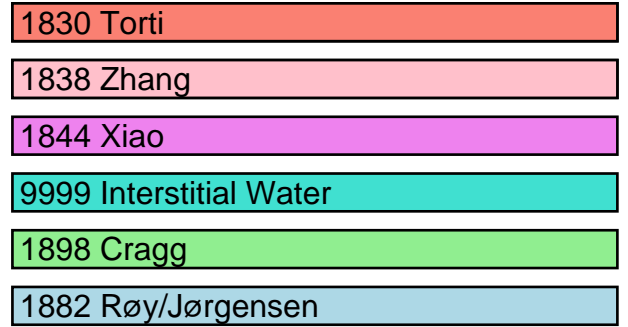 1830 Torti
1838 Zhang
1844 Xiao
9999 Interstitial Water
1898 Cragg
1882 Røy/Jørgensen